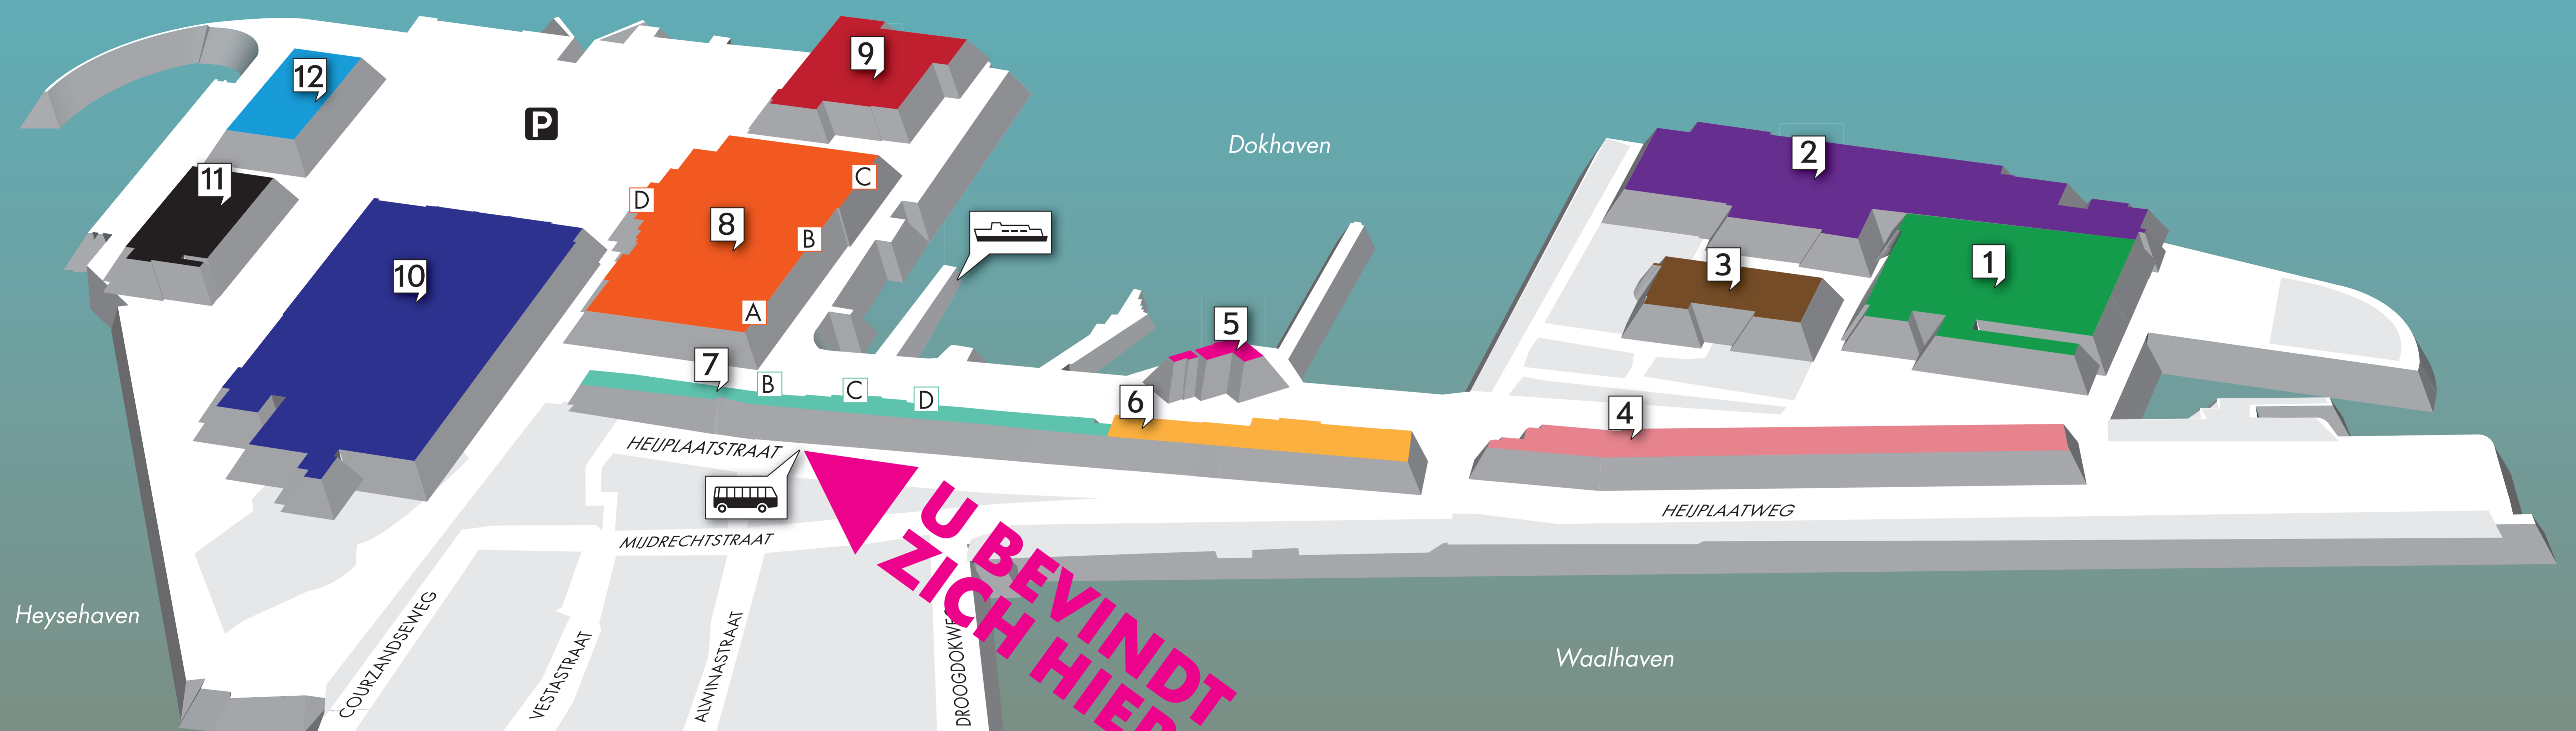 9
12
P
Dokhaven
2
11
C
D
8
B
3
1
10
A
5
7
B
C
D
6
4
HEIJPLAATSTRAAT
HEIJPLAATWEG
MIJDRECHTSTRAAT
U BEVINDT
ZICH HIER
Heysehaven
COURZANDSEWEG
VESTASTRAAT
ALWINASTRAAT
DROOGDOKWEG
Waalhaven